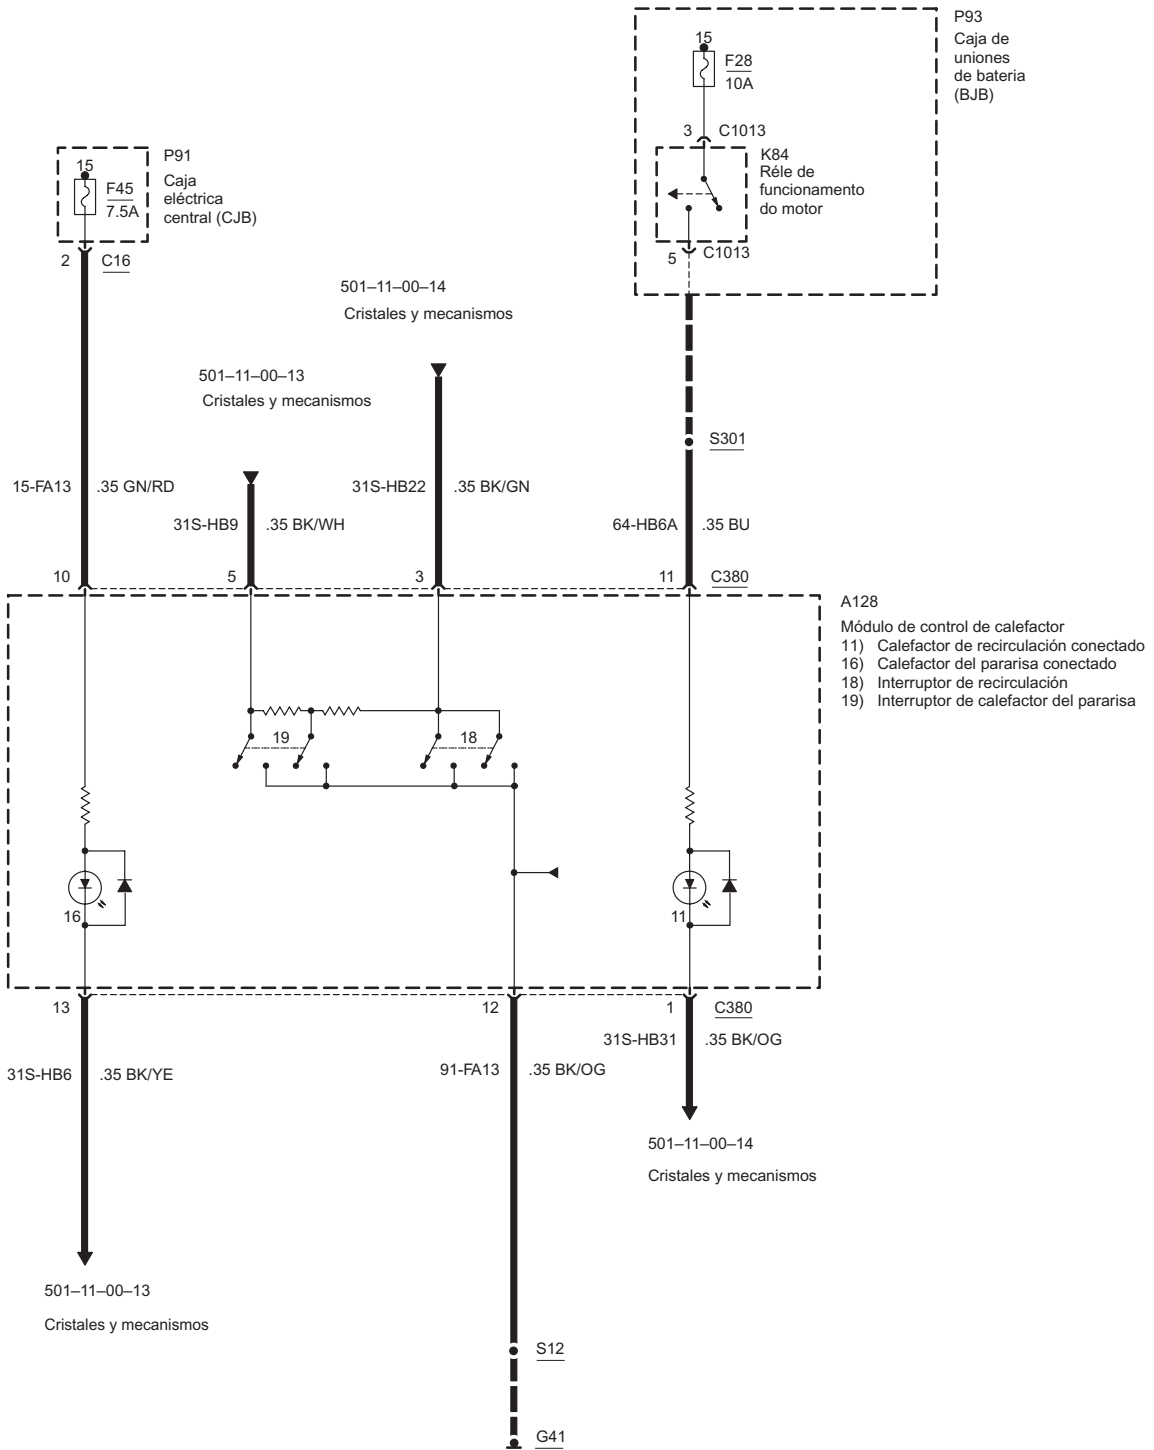 P93
Caja de
uniones
de bateria
(BJB)
15
F28
10A
3
C1013
K84
Réle de
funcionamento
do motor
5
C1013
P91
Caja
eléctrica
central (CJB)
15
F45
7.5A
2
C16
501–11–00–14
Cristales y mecanismos
501–11–00–13
Cristales y mecanismos
S301
15-FA13
.35 GN/RD
31S-HB22
.35 BK/GN
31S-HB9
.35 BK/WH
64-HB6A
.35 BU
10
5
3
11
C380
A128
Módulo de control de calefactor
11) Calefactor de recirculación conectado
16) Calefactor del pararisa conectado
18) Interruptor de recirculación
19) Interruptor de calefactor del pararisa
19
18
16
11
13
12
1
C380
31S-HB31
.35 BK/OG
31S-HB6
.35 BK/YE
91-FA13
.35 BK/OG
501–11–00–14
Cristales y mecanismos
501–11–00–13
Cristales y mecanismos
S12
G41